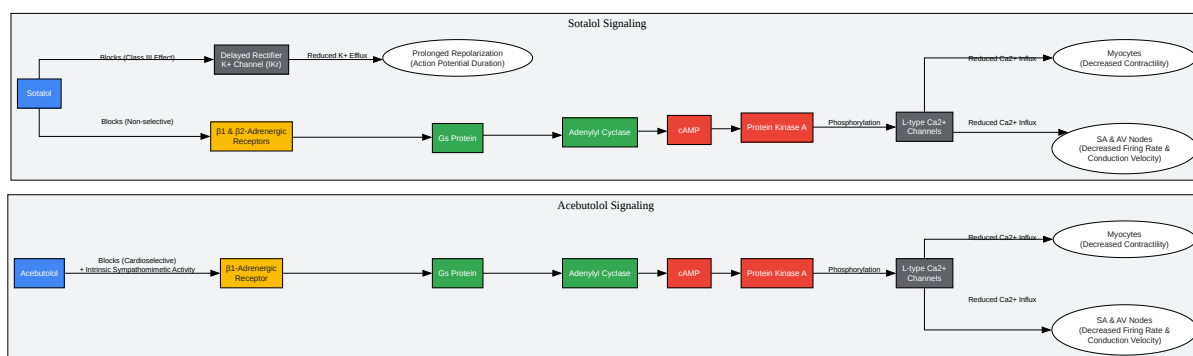 Sotalol Signaling
Blocks (Class III Effect)
Delayed Rectifier
K+ Channel (IKr)
Reduced K+ Efflux
Prolonged Repolarization
(Action Potential Duration)
Sotalol
Blocks (Non-selective)
β1 & β2-Adrenergic
Receptors
Gs Protein
Adenylyl Cyclase
cAMP
Protein Kinase A
Phosphorylation
L-type Ca2+
Channels
Reduced Ca2+ Influx
Myocytes
(Decreased Contractility)
Reduced Ca2+ Influx
SA & AV Nodes
(Decreased Firing Rate &
Conduction Velocity)
Acebutolol Signaling
Acebutolol
Blocks (Cardioselective)
+ Intrinsic Sympathomimetic Activity
β1-Adrenergic
Receptor
Gs Protein
Adenylyl Cyclase
cAMP
Protein Kinase A
Phosphorylation
L-type Ca2+
Channels
Reduced Ca2+ Influx
Myocytes
(Decreased Contractility)
Reduced Ca2+ Influx
SA & AV Nodes
(Decreased Firing Rate &
Conduction Velocity)